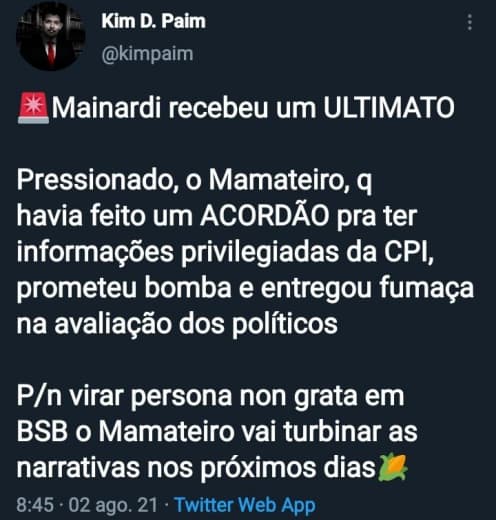 Kim D. Paim
@kimpaim
🚨Mainardi recebeu um ULTIMATO
Pressionado, o Mamateiro, q
havia feito um ACORDÃO pra ter
informações privilegiadas da CPI,
prometeu bomba e entregou fumaça
na avaliação dos políticos
P/n virar persona non grata em
BSB o Mamateiro vai turbinar as
narrativas nos próximos dias🌽
8:45 · 02 ago. 21 · Twitter Web App